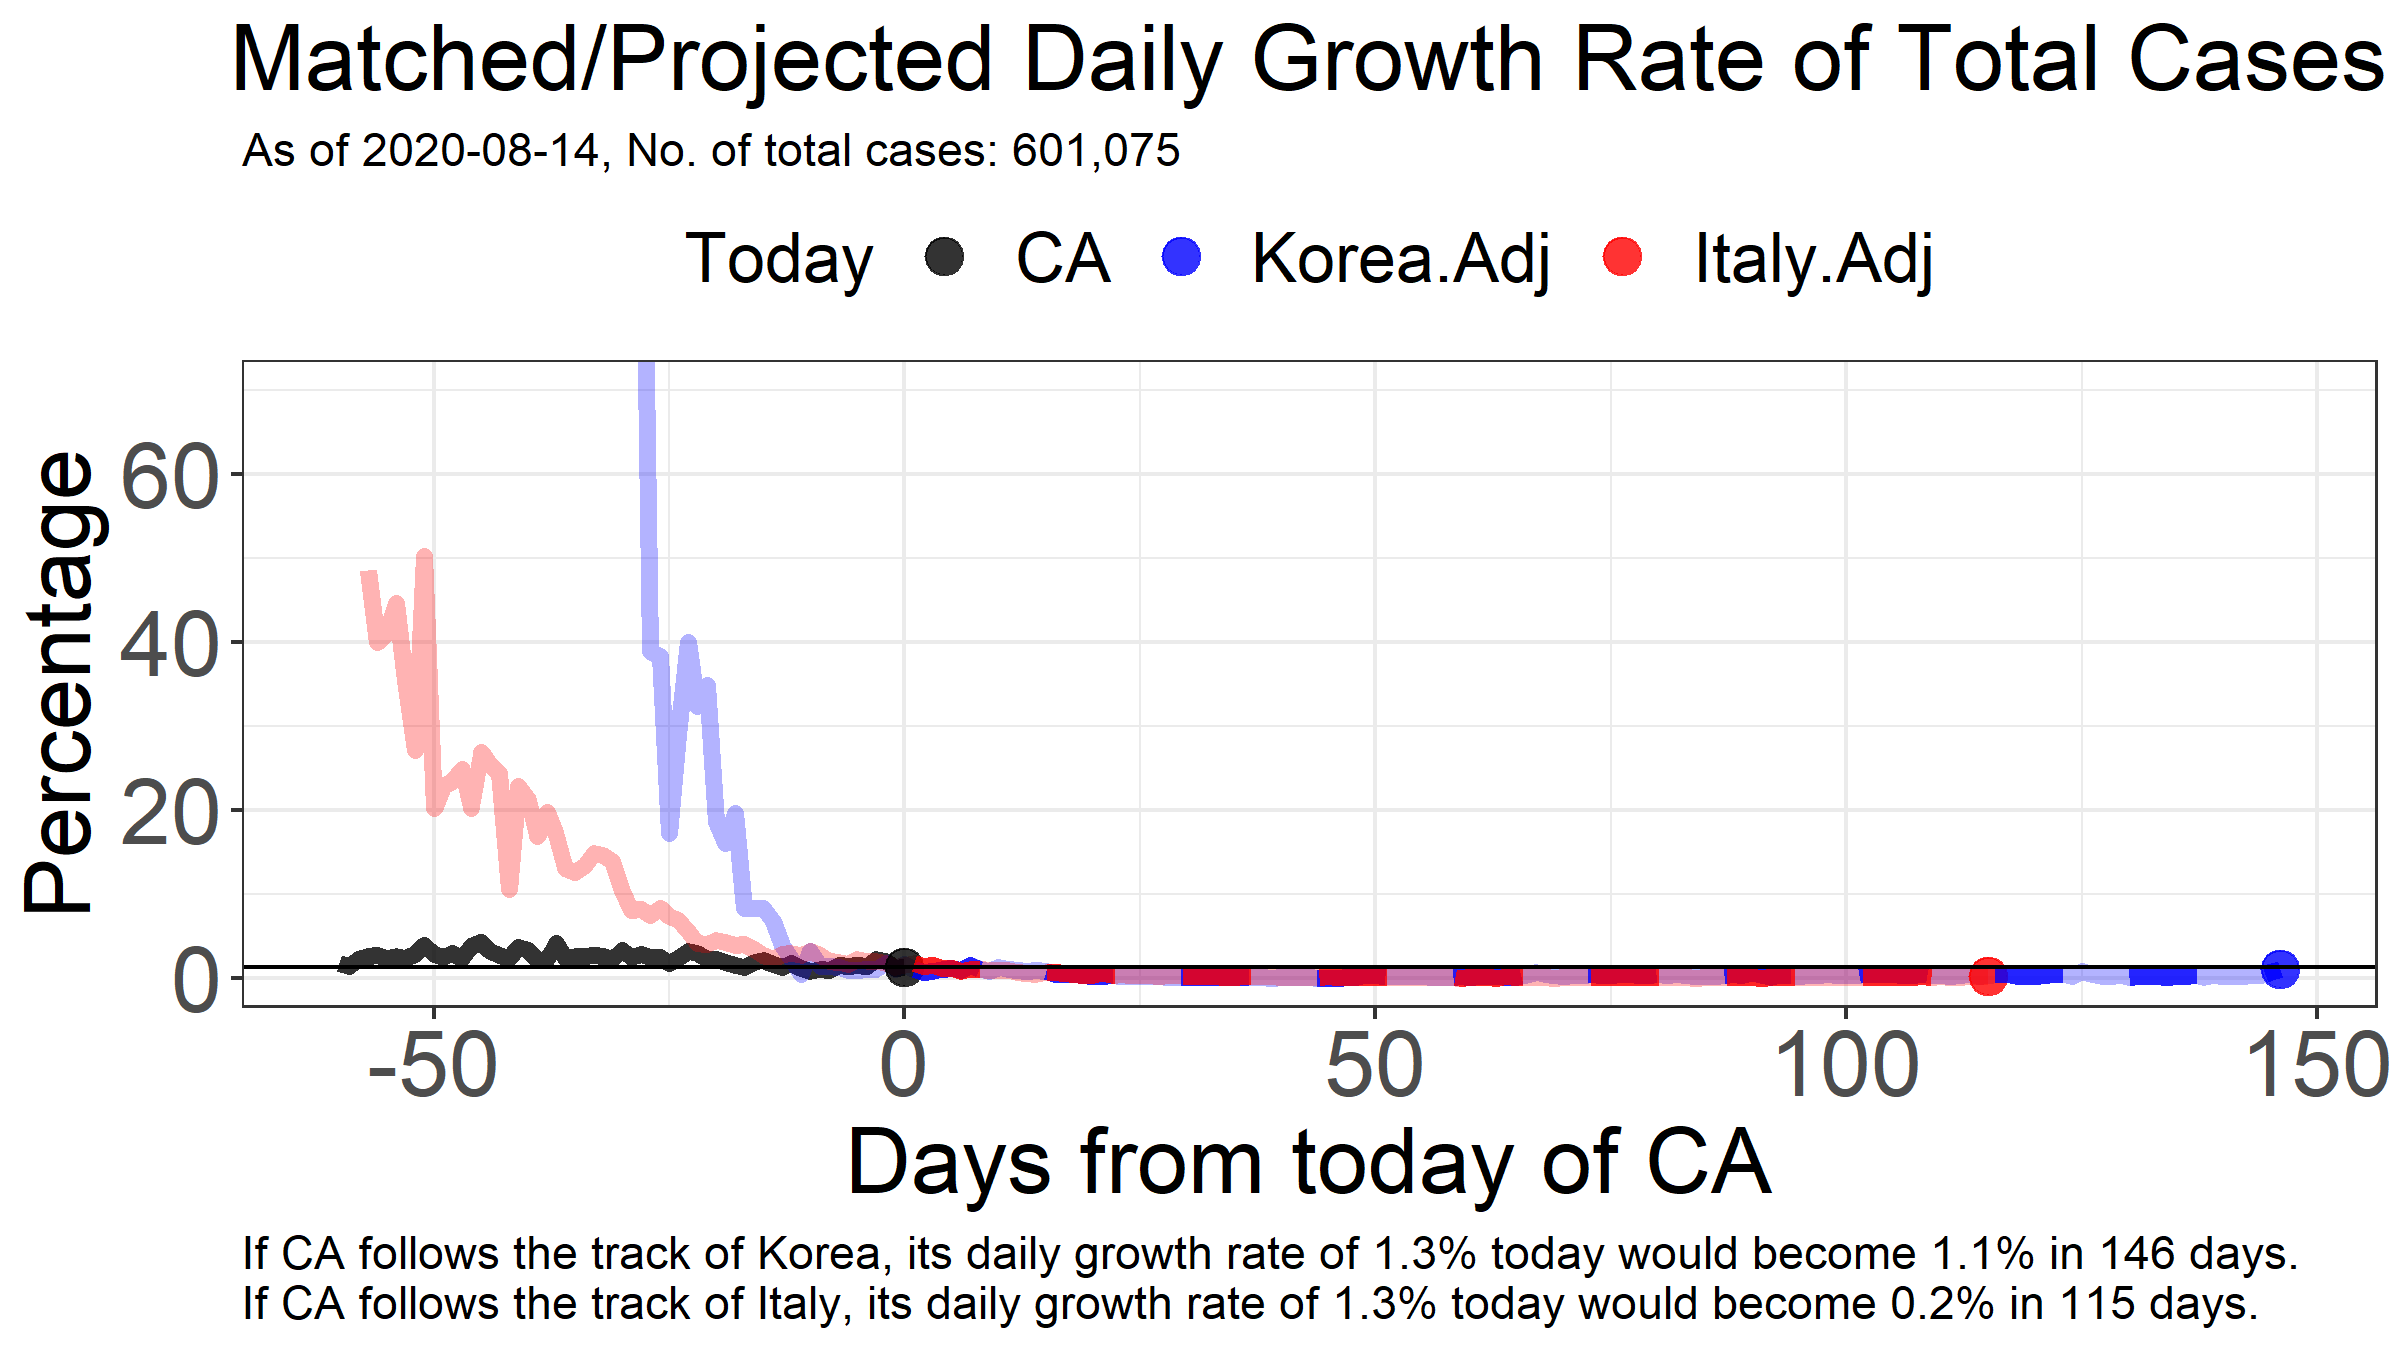 Matched/Projected Daily Growth Rate of Total Cases
As of 2020-08-14, No. of total cases: 601,075
Today CA Korea.Adj Italy.Adj
Percentage
60
40
20
0
-50 0 50 100 150
Days from today of CA
If CA follows the track of Korea, its daily growth rate of 1.3% today would become 1.1% in 146 days.
If CA follows the track of Italy, its daily growth rate of 1.3% today would become 0.2% in 115 days.